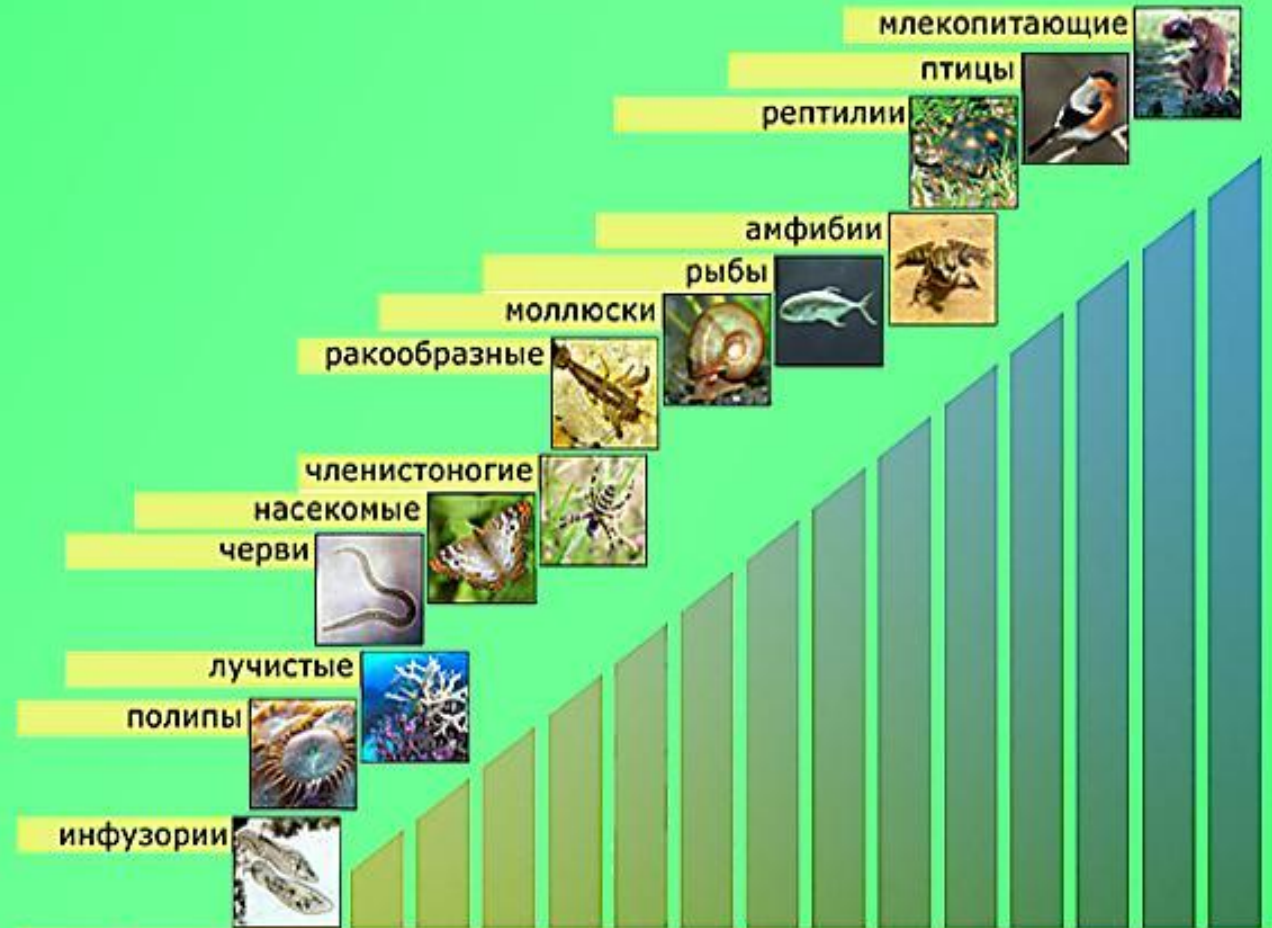 млекопитающие
птицы
рептилии
амфибии
рыбы
моллюски
ракообразные
членистоногие
насекомые
черви
лучистые
полипы
инфузории